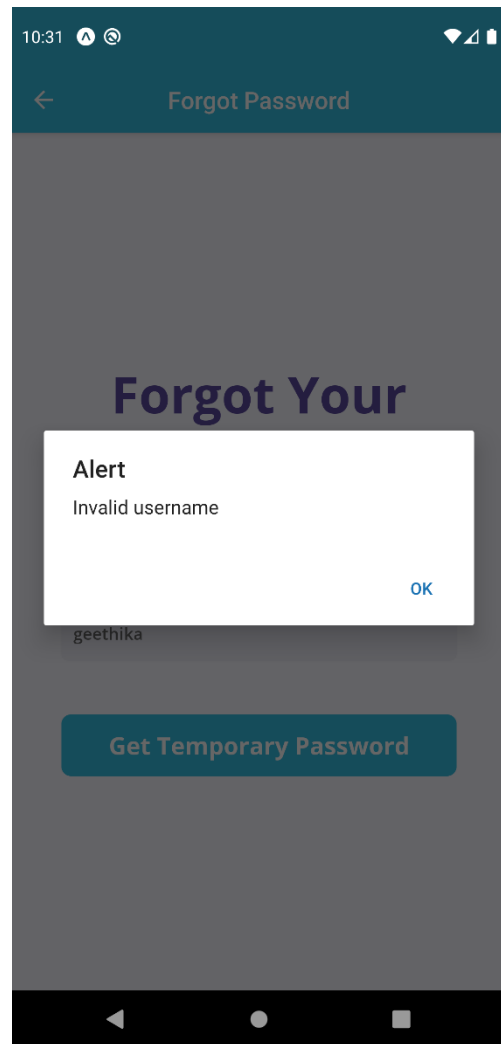 10:31
Forgot Password
Forgot Your
Alert
Invalid username
OK
geethika
Get Temporary Password